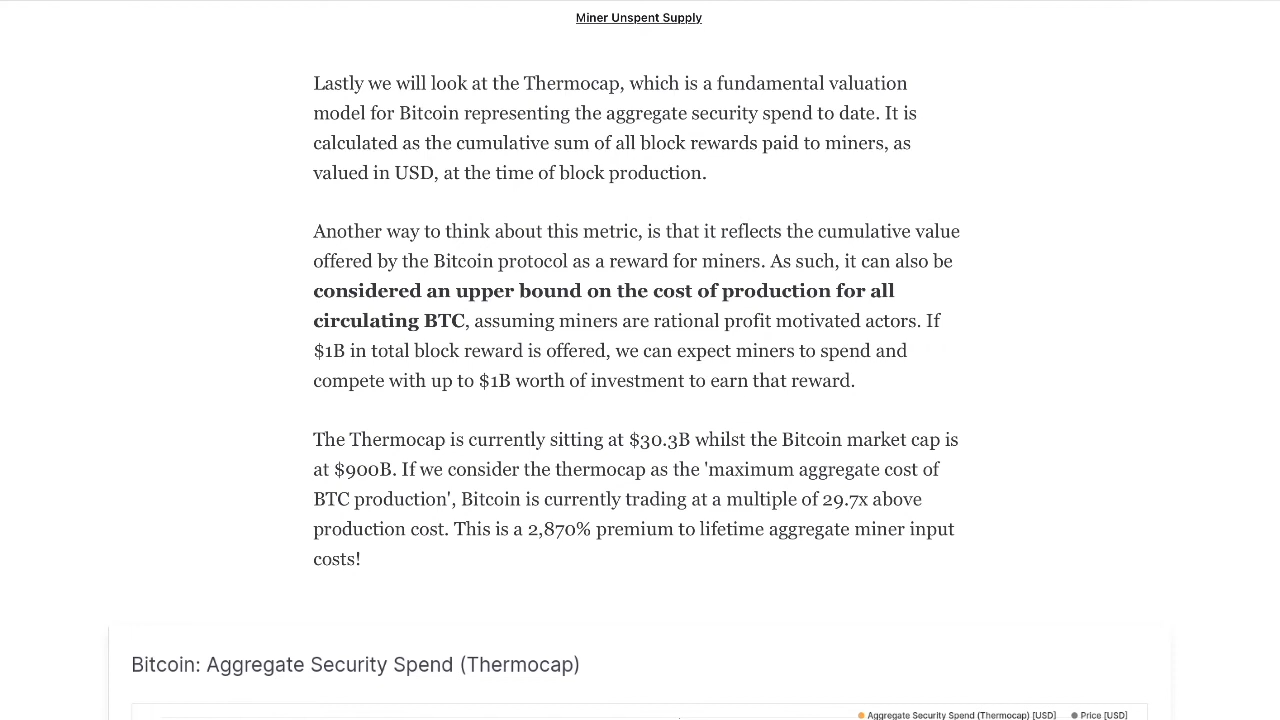 Miner Unspent Supply
Lastly we will look at the Thermocap, which is a fundamental valuation
model for Bitcoin representing the aggregate security spend to date. It is
calculated as the cumulative sum of all block rewards paid to miners, as
valued in USD, at the time of block production.
Another way to think about this metric, is that it reflects the cumulative value
offered by the Bitcoin protocol as a reward for miners. As such, it can also be
considered an upper bound on the cost of production for all
circulating BTC, assuming miners are rational profit motivated actors. If
$1B in total block reward is offered, we can expect miners to spend and
compete with up to $1B worth of investment to earn that reward.
The Thermocap is currently sitting at $30.3B whilst the Bitcoin market cap is
at $900B. If we consider the thermocap as the 'maximum aggregate cost of
BTC production', Bitcoin is currently trading at a multiple of 29.7x above
production cost. This is a 2,870% premium to lifetime aggregate miner input
costs!
Bitcoin: Aggregate Security Spend (Thermocap)
Aggregate Security Spend (Thermocap) [USD] Price [USD]